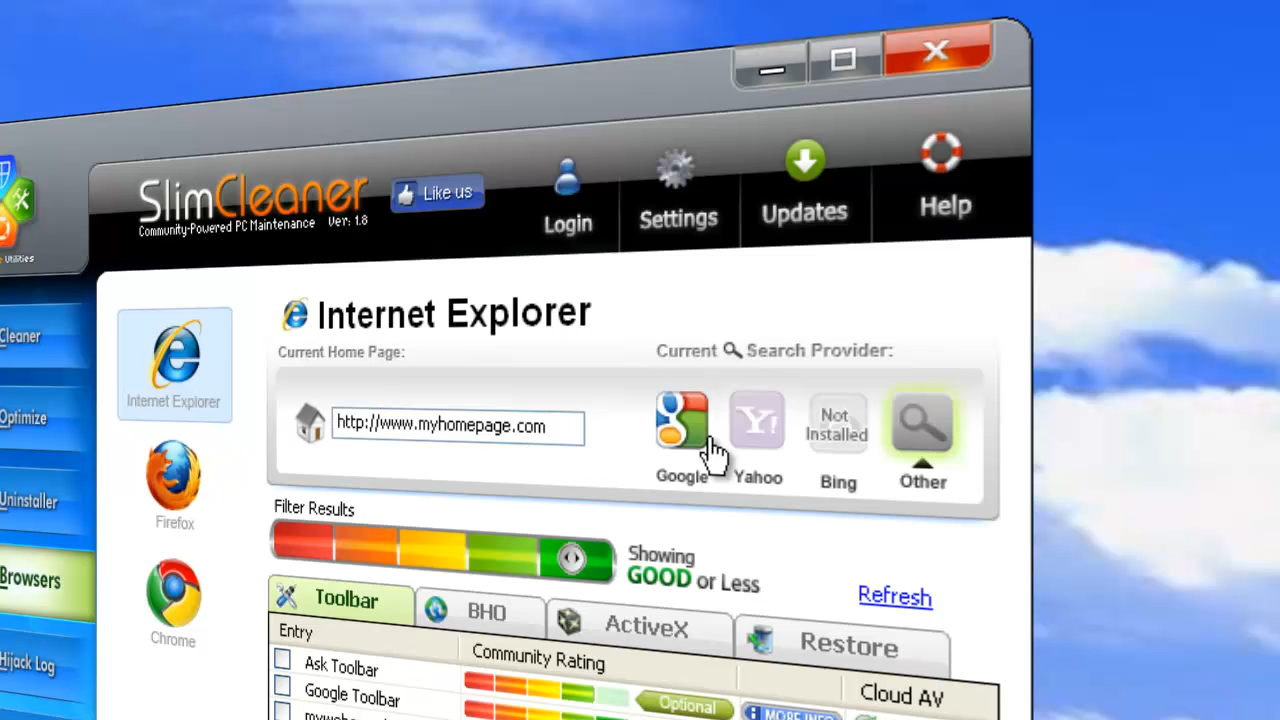 SlimCleaner
Community-Powered PC Maintenance Ver: 1.8
Like us
Login
Settings
Updates
Help
Utilities
Cleaner
Optimize
Uninstaller
Browsers
Hijack Log
Internet Explorer
Firefox
Chrome
Internet Explorer
Current Home Page:
Current Search Provider:
http://www.myhomepage.com
Not
Installed
Google
Yahoo
Bing
Other
Filter Results
Showing
GOOD or Less
Refresh
Toolbar
BHO
ActiveX
Restore
Entry
Community Rating
Cloud AV
Ask Toolbar
Google Toolbar
Optional
MORE INFO